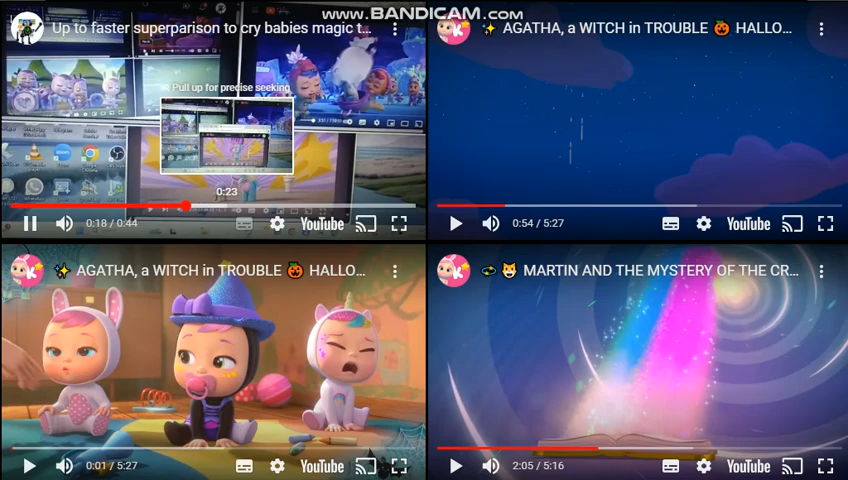 www.BANDICAM.com
Up to faster superparison to cry babies magic t...
Pull up for precise seeking
0:23
0:18 / 0:44
YouTube
✨ AGATHA, a WITCH in TROUBLE 🎃 HALLO...
0:54 / 5:27
YouTube
✨ AGATHA, a WITCH in TROUBLE 🎃 HALLO...
0:01 / 5:27
YouTube
💫 😺 MARTIN AND THE MYSTERY OF THE CR...
2:05 / 5:16
YouTube